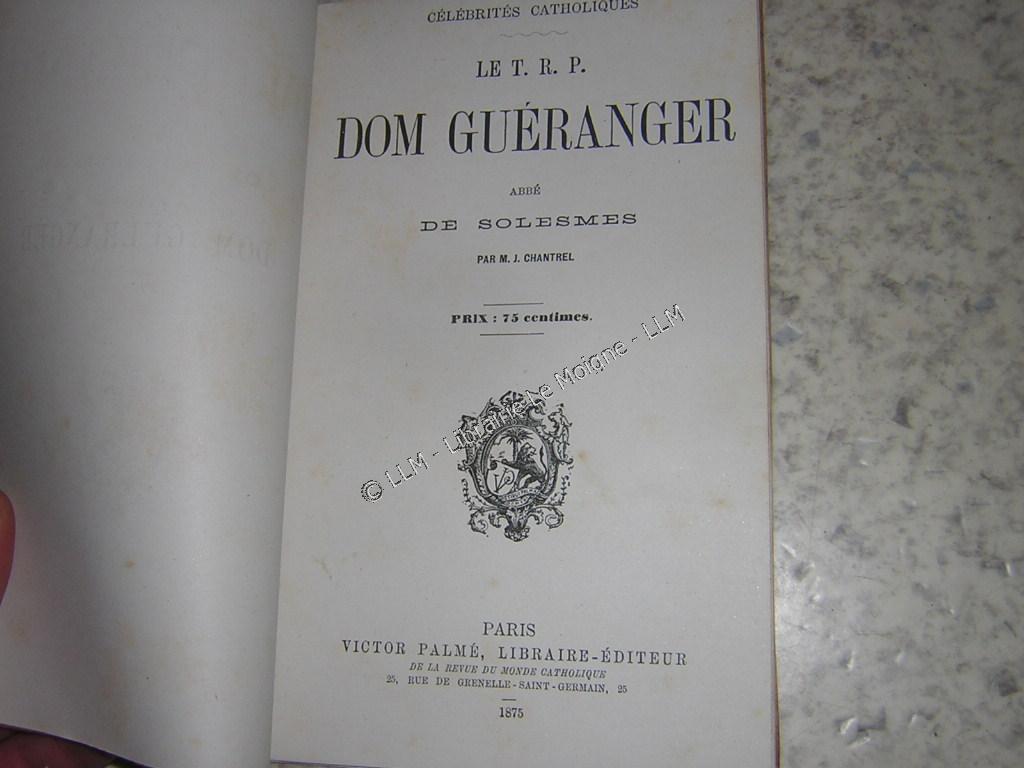 CÉLÉBRITÉS CATHOLIQUES
LE T. R. P.
DOM GUÉRANGER
ABBÉ
DE SOLESMES
PAR M. J. CHANTREL
PRIX : 75 centimes.
© LLM - Librairie Le Moigne - LLM
PARIS
VICTOR PALMÉ, LIBRAIRE-ÉDITEUR
DE LA REVUE DU MONDE CATHOLIQUE
25, RUE DE GRENELLE-SAINT-GERMAIN, 25
1875